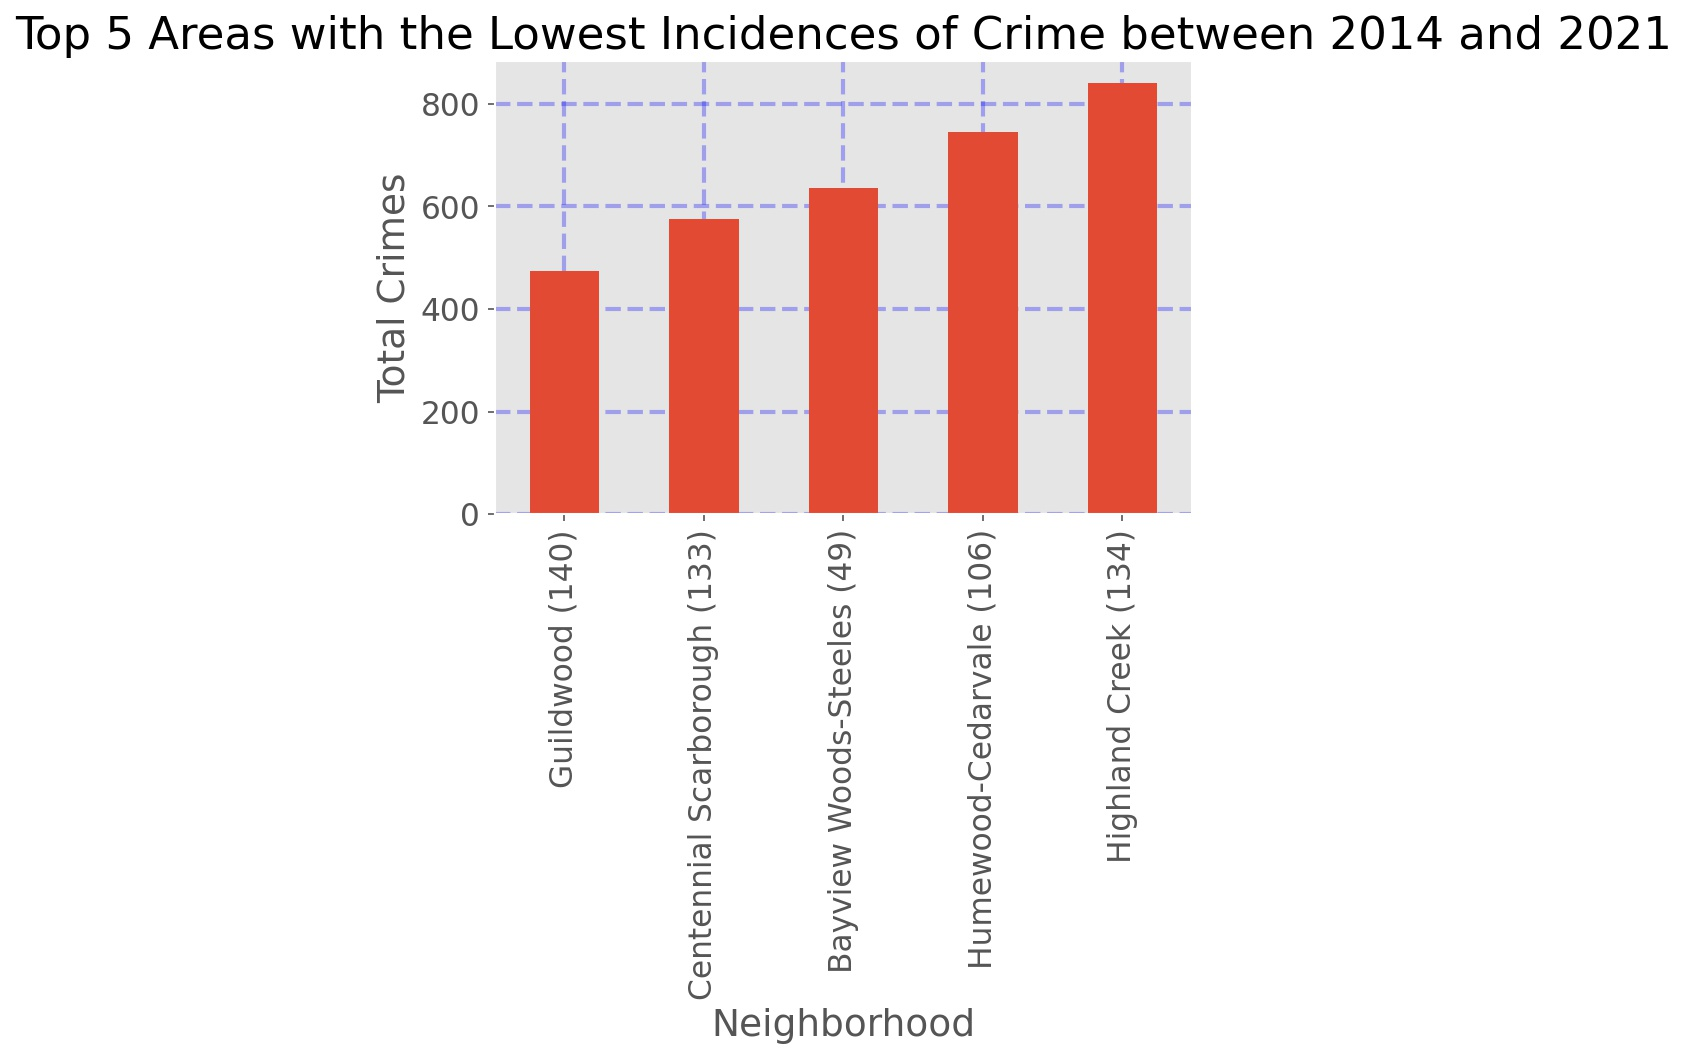 Top 5 Areas with the Lowest Incidences of Crime between 2014 and 2021
Total Crimes
800
600
400
200
0
Guildwood (140)
Centennial Scarborough (133)
Bayview Woods-Steeles (49)
Humewood-Cedarvale (106)
Highland Creek (134)
Neighborhood